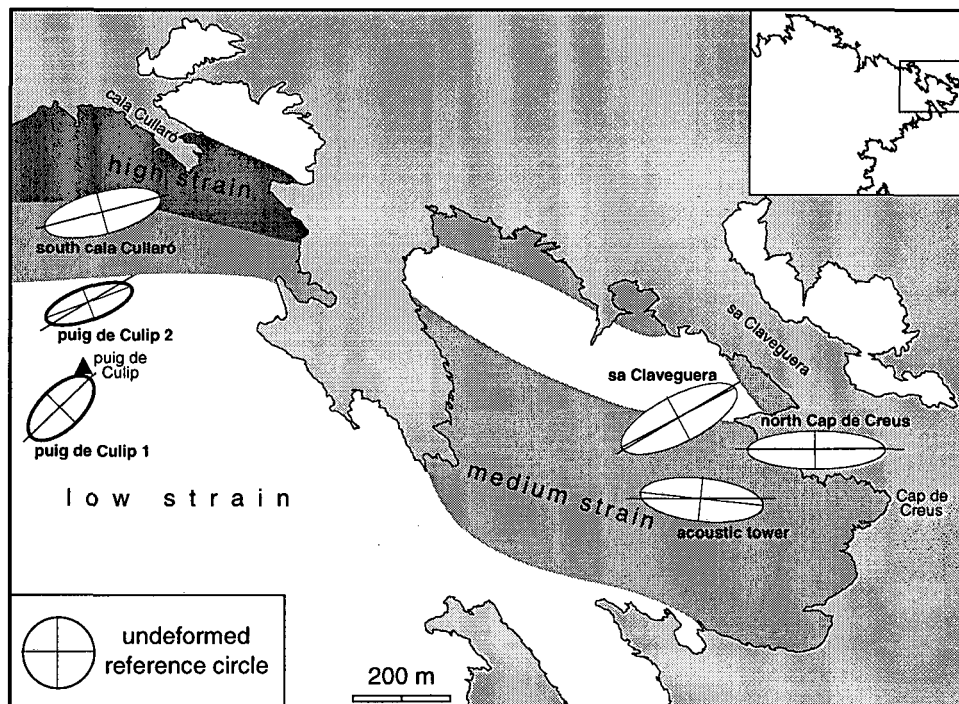 cala Cullaró
high strain
south cala Cullaró
puig de Culip 2
puig de
Culip
puig de Culip 1
low strain
medium strain
sa Claveguera
sa Claveguera
north Cap de Creus
Cap de
Creus
acoustic tower
undeformed
reference circle
200 m